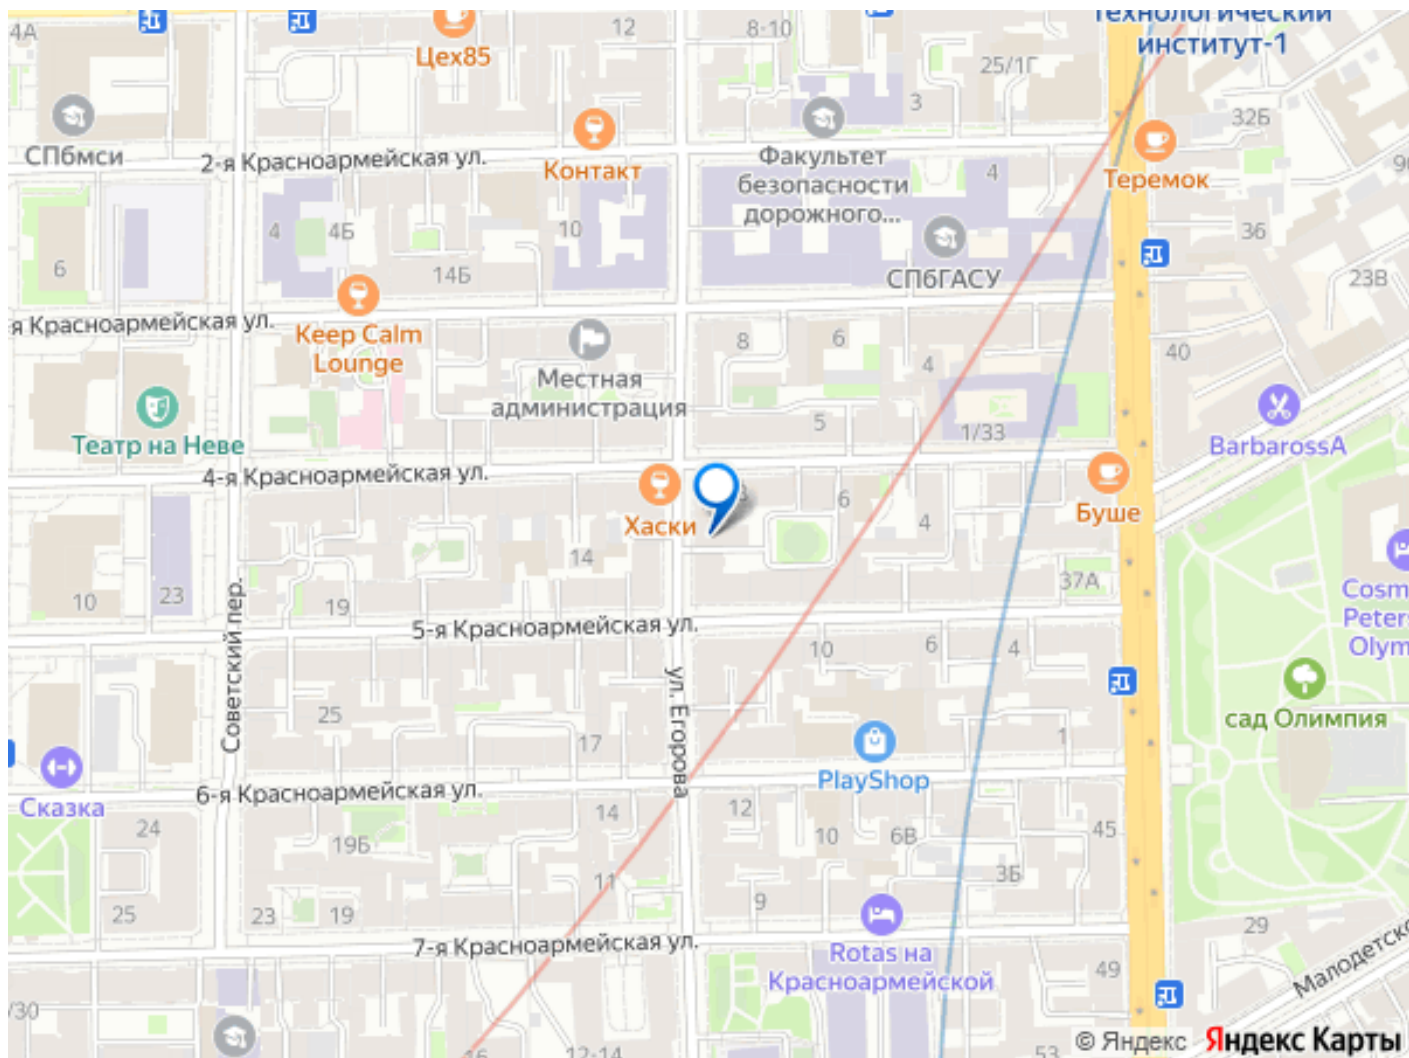 4А
Цех85
12
8-10
Технологический
институт-1
25/1Г
3
32Б
СПбмси
2-я Красноармейская ул.
Контакт
Факультет
безопасности
дорожного...
4
Теремок
4
4Б
10
СПбГАСУ
36
6
14Б
23В
я Красноармейская ул.
Keep Calm
Lounge
8
6
4
40
Местная
администрация
5
1/33
BarbarossA
Театр на Неве
4-я Красноармейская ул.
Хаски
6
4
Буше
14
37А
10
23
19
Советский пер.
5-я Красноармейская ул.
Cosm
Peters
Olym
10
6
4
ул. Егорова
25
17
1
сад Олимпия
PlayShop
Сказка
6-я Красноармейская ул.
24
19Б
14
12
10
6В
45
11
3Б
9
25
23
19
29
7-я Красноармейская ул.
Rotas на
Красноармейской
49
Малодетско
/30
16
12-14
53
© Яндекс Яндекс Карты